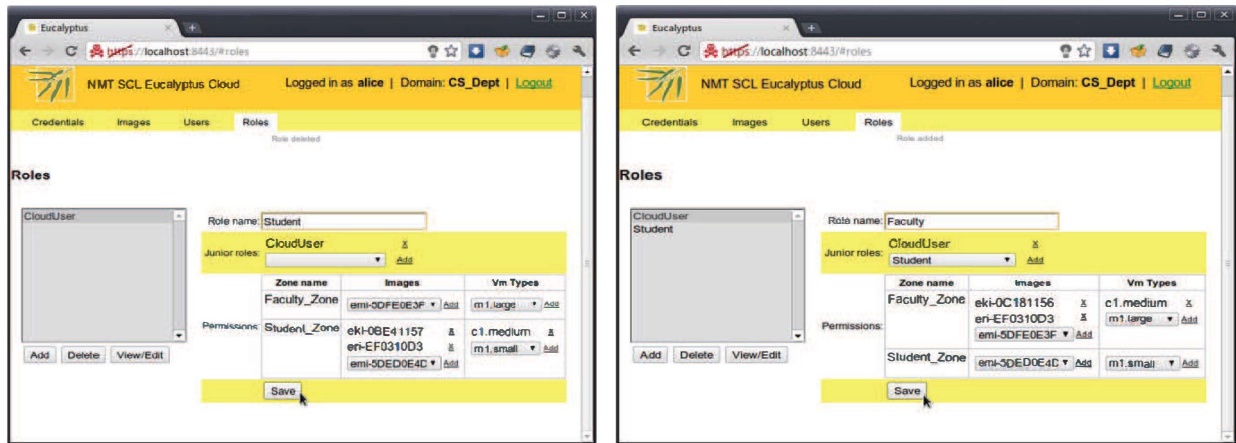 Eucalyptus
https://localhost:8443/#roles
NMT SCL Eucalyptus Cloud Logged in as alice | Domain: CS_Dept | Logout
Credentials Images Users Roles
Role deleted
Roles
CloudUser
Role name: Student
CloudUser x
Junior roles: Add
Zone name Images Vm Types
Faculty_Zone emi-5DFE0E3F Add m1.large Add
Permissions: Student_Zone eki-0BE41157 x c1.medium x
eri-EF0310D3 x m1.small Add
emi-5DED0E4D Add
Add Delete View/Edit
Save
Eucalyptus
https://localhost:8443/#roles
NMT SCL Eucalyptus Cloud Logged in as alice | Domain: CS_Dept | Logout
Credentials Images Users Roles
Role added
Roles
CloudUser
Student
Role name: Faculty
CloudUser x
Junior roles: Student Add
Zone name Images Vm Types
Faculty_Zone eki-0C181156 x c1.medium x
eri-EF0310D3 x m1.large Add
Permissions: emi-5DFE0E3F Add
Student_Zone emi-5DED0E4D Add m1.small Add
Add Delete View/Edit
Save